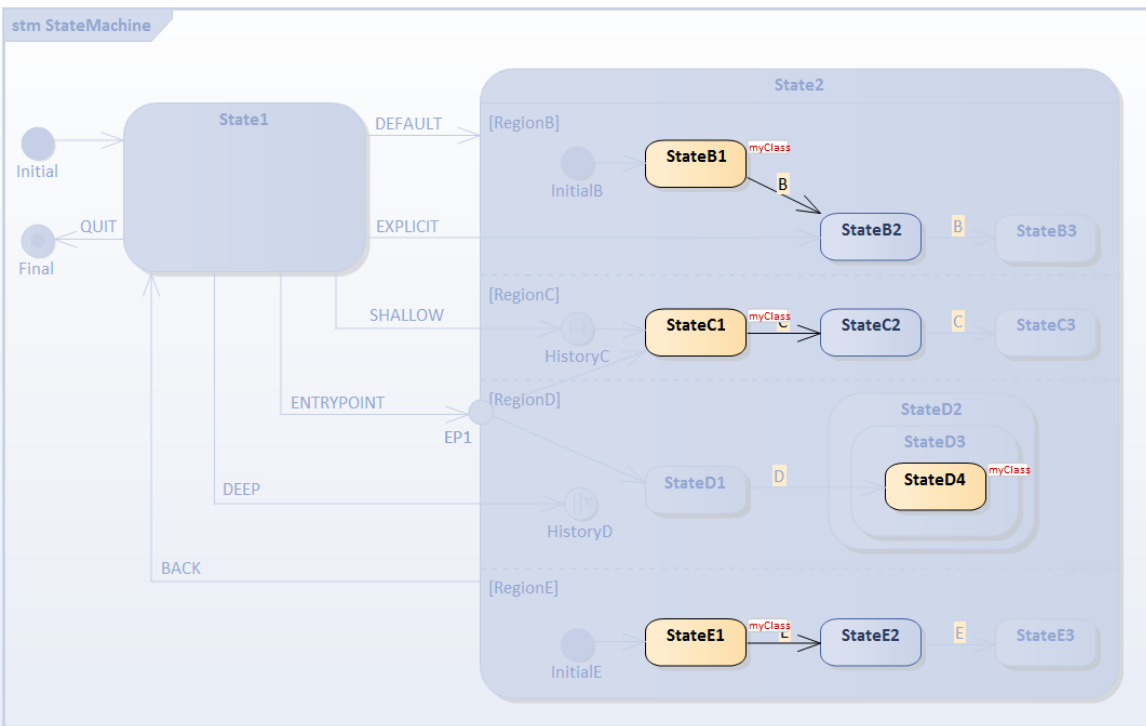 stm StateMachine
State2
State1
DEFAULT
[RegionB]
StateB1
myClass
Initial
InitialB
B
QUIT
EXPLICIT
StateB2
B
StateB3
Final
[RegionC]
SHALLOW
H
HistoryC
StateC1
myClass
C
StateC2
C
StateC3
ENTRYPOINT
EP1
[RegionD]
StateD2
StateD3
StateD1
D
StateD4
myClass
DEEP
HistoryD
BACK
[RegionE]
StateE1
myClass
E
StateE2
E
StateE3
InitialE